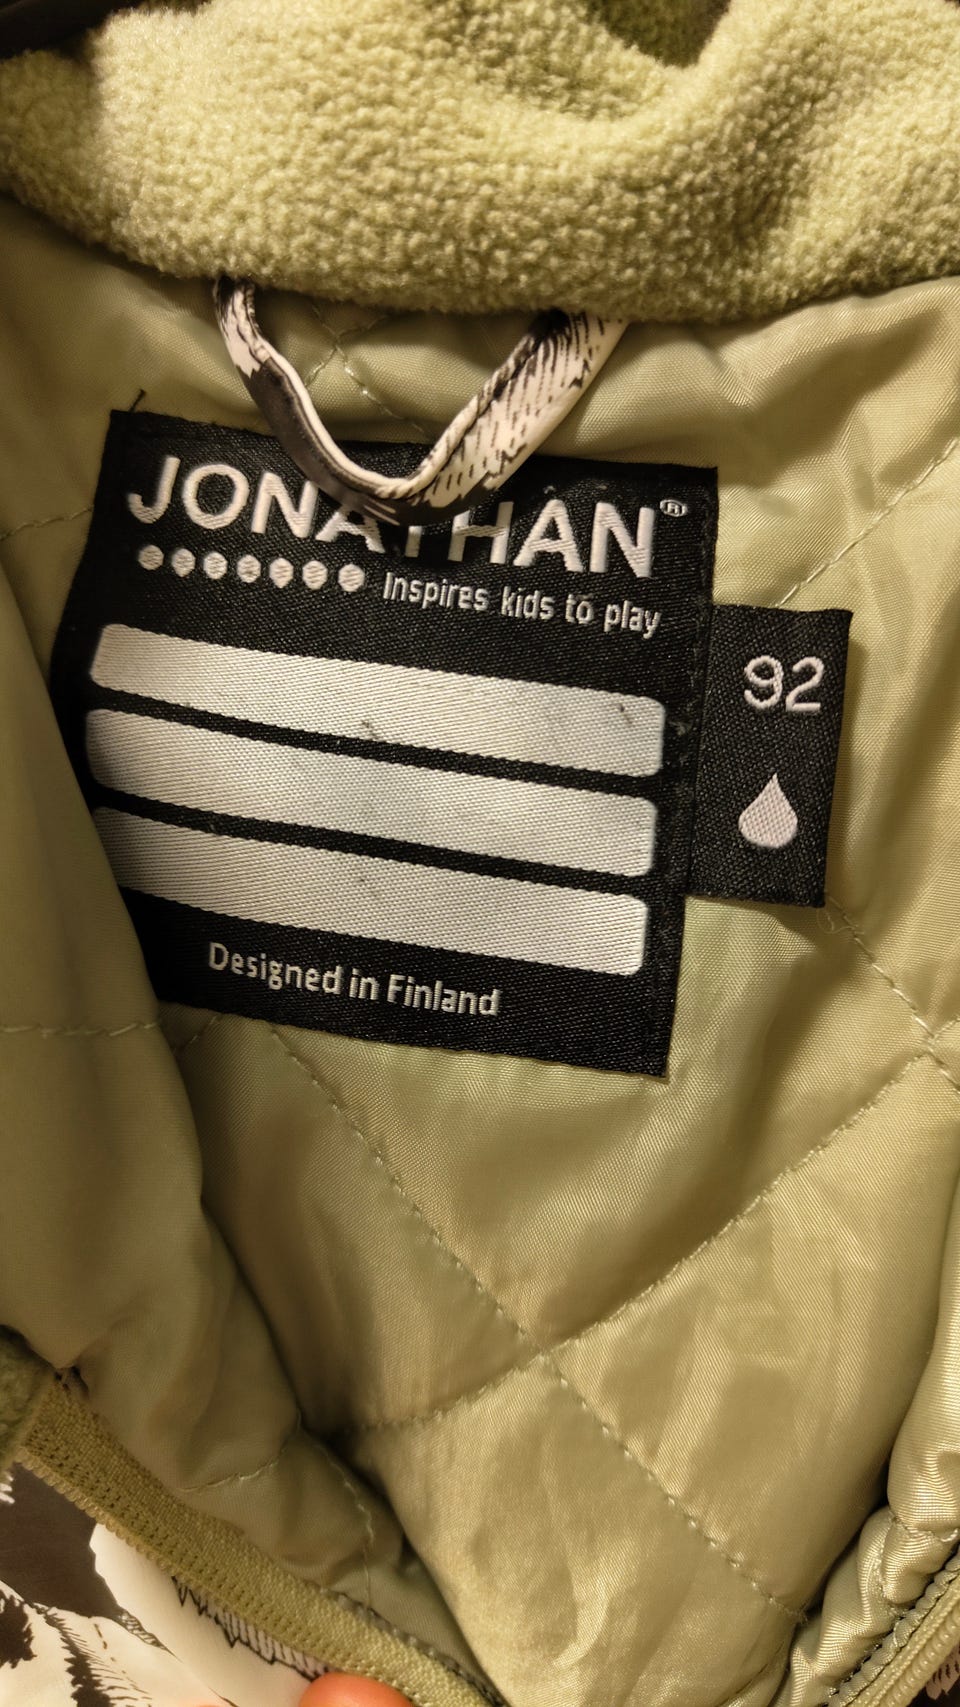 JONATHAN®
Inspires kids to play
92
Designed in Finland